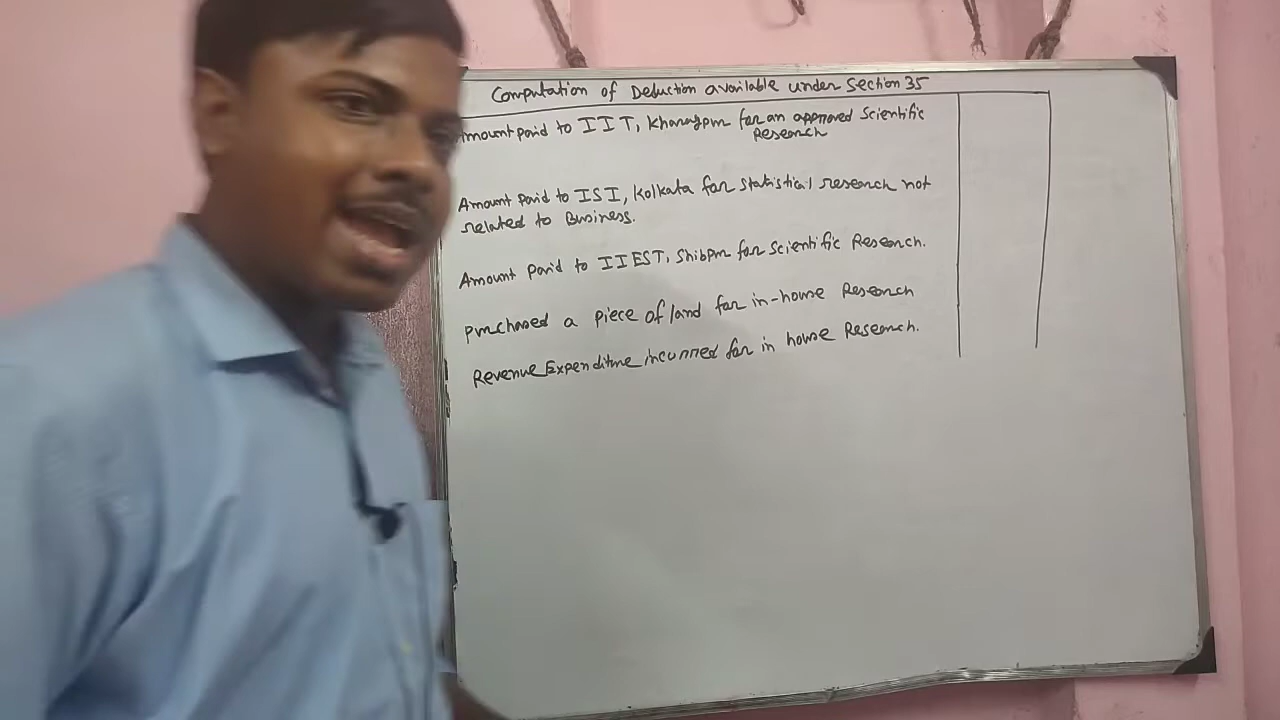 Computation of Deduction available under Section 35
Amount paid to IIT, Kharagpur for an approved Scientific
Research
Amount paid to ISI, Kolkata for statistical research not
related to Business.
Amount paid to IIEST, Shibpur for Scientific Research.
purchased a piece of land for in-house Research
Revenue Expenditure incurred for in house Research.